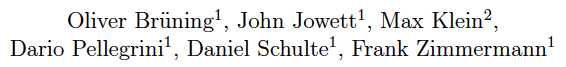 Oliver Brüning¹, John Jowett¹, Max Klein²,
Dario Pellegrini¹, Daniel Schulte¹, Frank Zimmermann¹